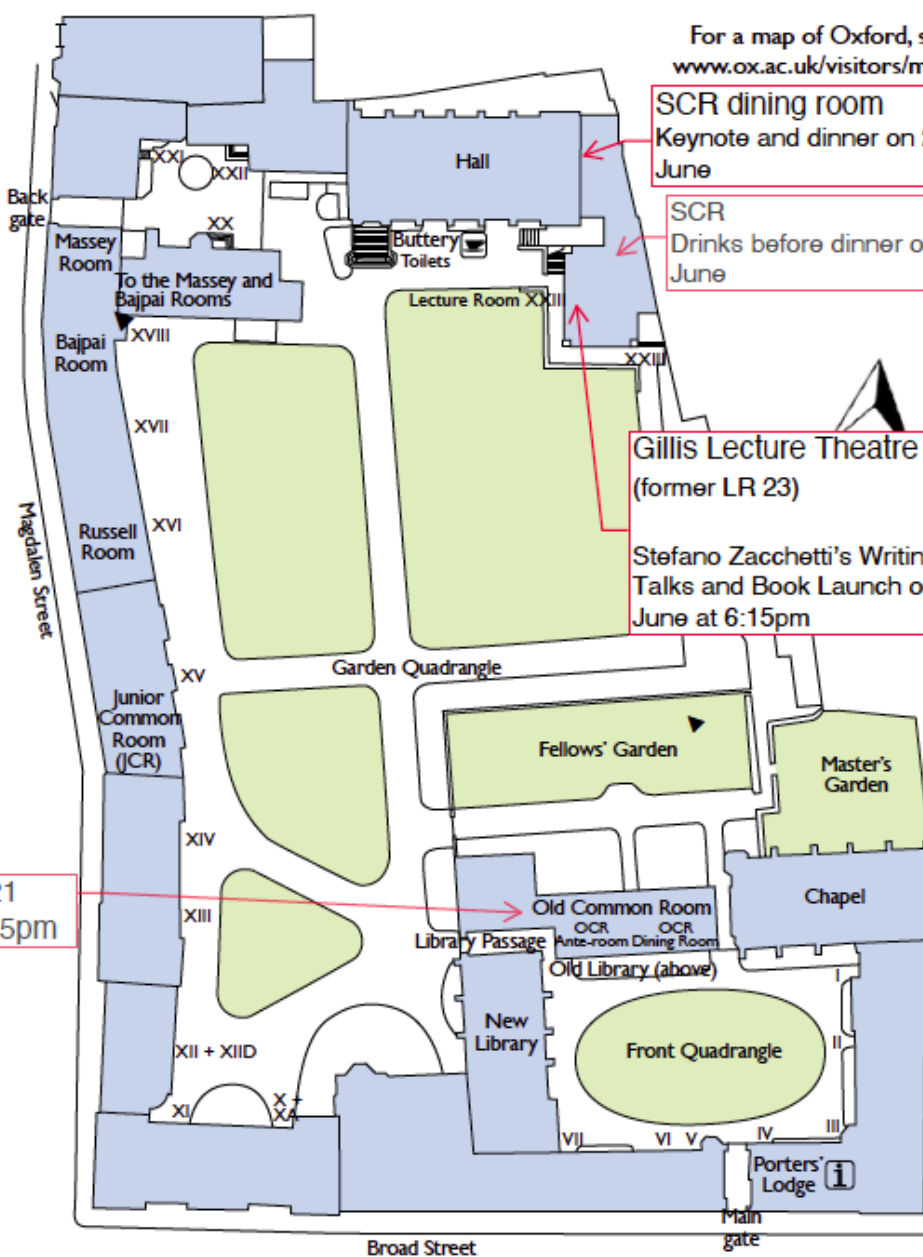 For a map of Oxford, s
www.ox.ac.uk/visitors/m
SCR dining room
Keynote and dinner on 2
June
SCR
Drinks before dinner o
June
Hall
XXI
XXII
XX
Back
gate
Massey
Room
Buttery
Toilets
To the Massey and
Bajpai Rooms
Lecture Room XXIII
XXIII
XVIII
Bajpai
Room
XVII
Gillis Lecture Theatre
(former LR 23)
Stefano Zacchetti's Writin
Talks and Book Launch o
June at 6:15pm
Magdalen Street
Russell
Room
XVI
Garden Quadrangle
XV
Junior
Common
Room
(JCR)
Fellows' Garden
Master's
Garden
XIV
21
5pm
XIII
Chapel
Old Common Room
OCR
Ante-room
OCR
Dining Room
Library Passage
Old Library (above)
I
New
Library
Front Quadrangle
II
XII + XIID
XI
X +
XA
III
VII
VI
V
IV
Porters'
Lodge
i
Main
gate
Broad Street